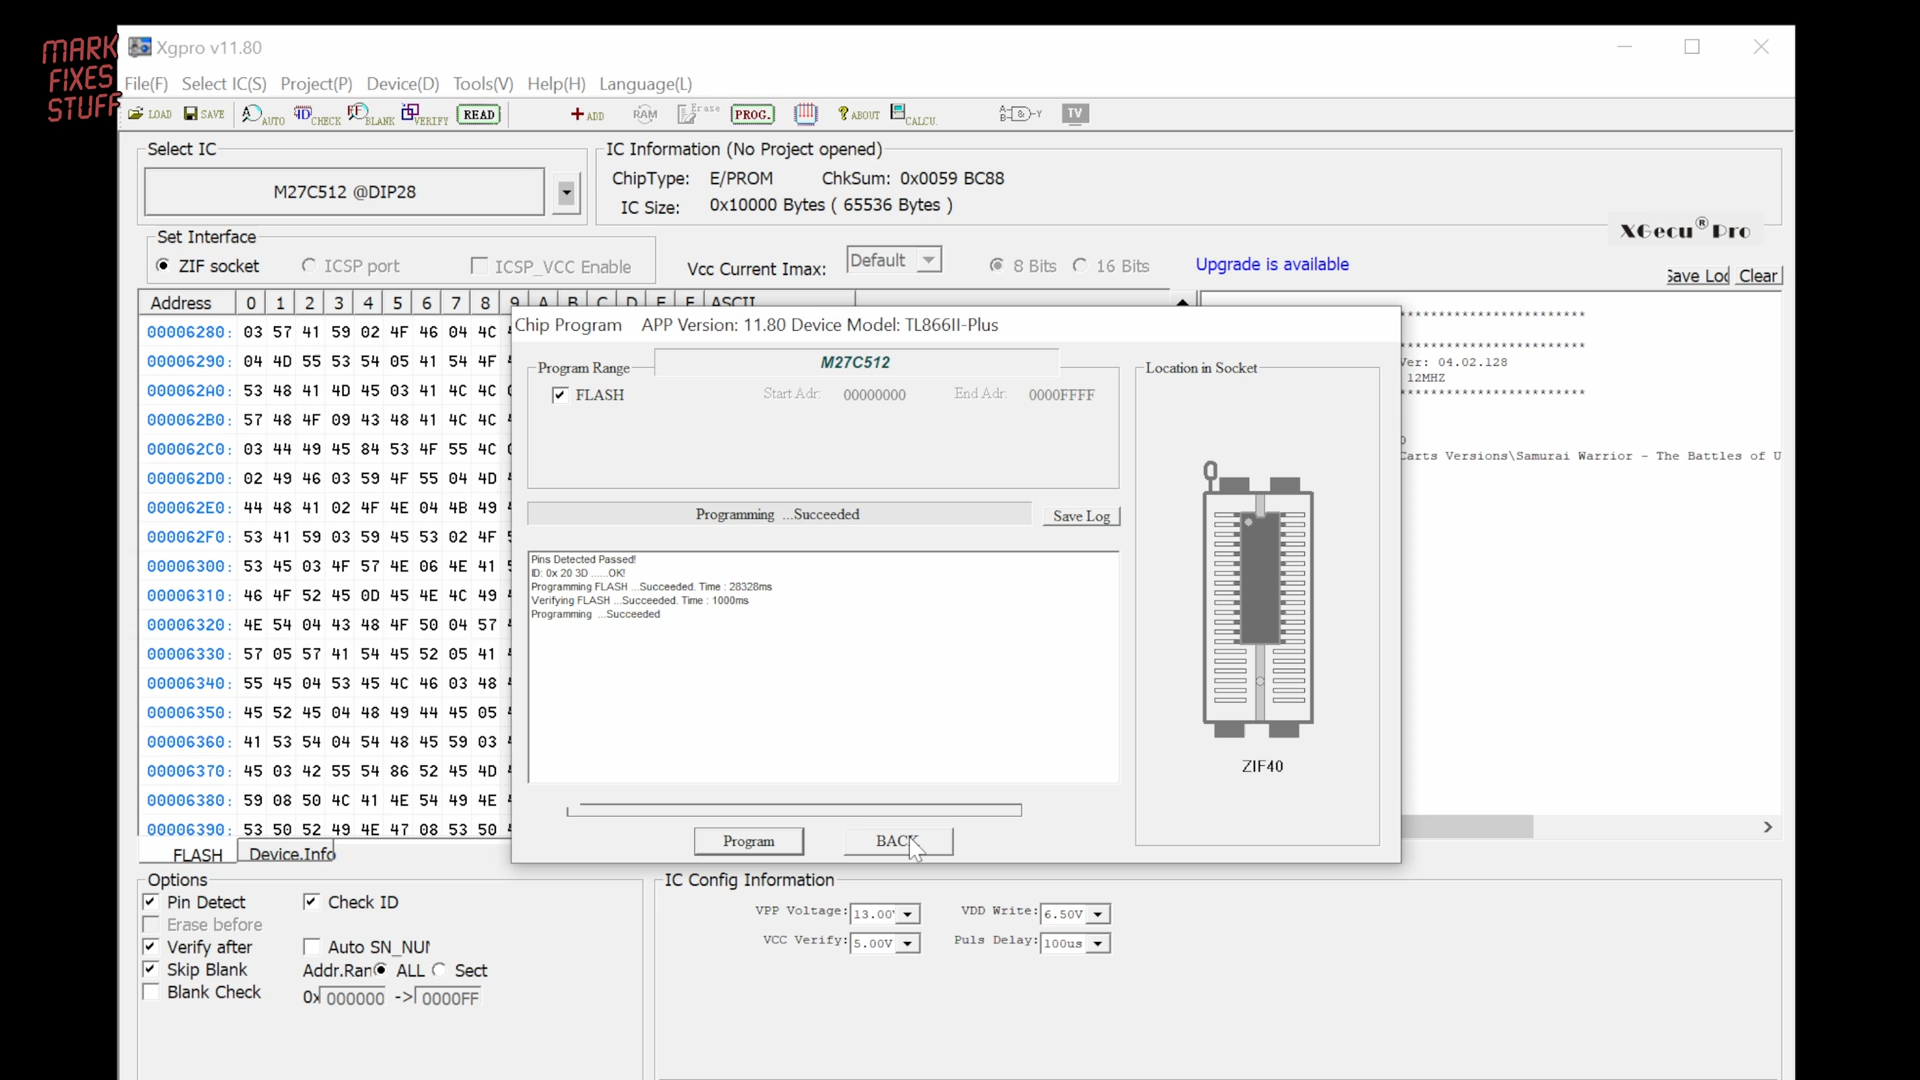 MARK
FIXES
STUFF
Xgpro v11.80
File(F) Select IC(S) Project(P) Device(D) Tools(V) Help(H) Language(L)
LOAD SAVE AUTO CHECK BLANK VERIFY READ ADD RAM Erase PROG. ABOUT CALCU. TV
Select IC
M27C512 @DIP28
IC Information (No Project opened)
ChipType: E/PROM ChkSum: 0x0059 BC88
IC Size: 0x10000 Bytes ( 65536 Bytes )
XGecu® Pro
Set Interface
ZIF socket ICSP port ICSP_VCC Enable
Vcc Current Imax: Default 8 Bits 16 Bits
Upgrade is available
Save Log Clear
Address 0 1 2 3 4 5 6 7 8 9 A B C D E F ASCII
00006280: 03 57 41 59 02 4F 46 04 4C
00006290: 04 4D 55 53 54 05 41 54 4F
000062A0: 53 48 41 4D 45 03 41 4C 4C
000062B0: 57 48 4F 09 43 48 41 4C 4C
000062C0: 03 44 49 45 84 53 4F 55 4C
000062D0: 02 49 46 03 59 4F 55 04 4D
000062E0: 44 48 41 02 4F 4E 04 4B 49
000062F0: 53 41 59 03 59 45 53 02 4F
00006300: 53 45 03 4F 57 4E 06 4E 41
00006310: 46 4F 52 45 0D 45 4E 4C 49
00006320: 4E 54 04 43 48 4F 50 04 57
00006330: 57 05 57 41 54 45 52 05 41
00006340: 55 45 04 53 45 4C 46 03 48
00006350: 45 52 45 04 48 49 44 45 05
00006360: 41 53 54 04 54 48 45 59 03
00006370: 45 03 42 55 54 86 52 45 4D
00006380: 59 08 50 4C 41 4E 54 49 4E
00006390: 53 50 52 49 4E 47 08 53 50
FLASH Device.Info
Chip Program APP Version: 11.80 Device Model: TL866II-Plus
Program Range
M27C512
FLASH Start Adr: 00000000 End Adr: 0000FFFF
Programming ...Succeeded
Save Log
Pins Detected Passed!
ID: 0x 20 3D ......OK!
Programming FLASH ...Succeeded. Time : 28328ms
Verifying FLASH ...Succeeded. Time : 1000ms
Programming ...Succeeded
Program BACK
Location in Socket
ZIF40
*************************
*************************
Ver: 04.02.128
12MHZ
*************************
Carts Versions\Samurai Warrior - The Battles of U
Options
Pin Detect Check ID
Erase before
Verify after Auto SN_NUM
Skip Blank Addr.Ran ALL Sect
Blank Check 0x 000000 -> 0000FF
IC Config Information
VPP Voltage: 13.00V VDD Write: 6.50V
VCC Verify: 5.00V Puls Delay: 100us